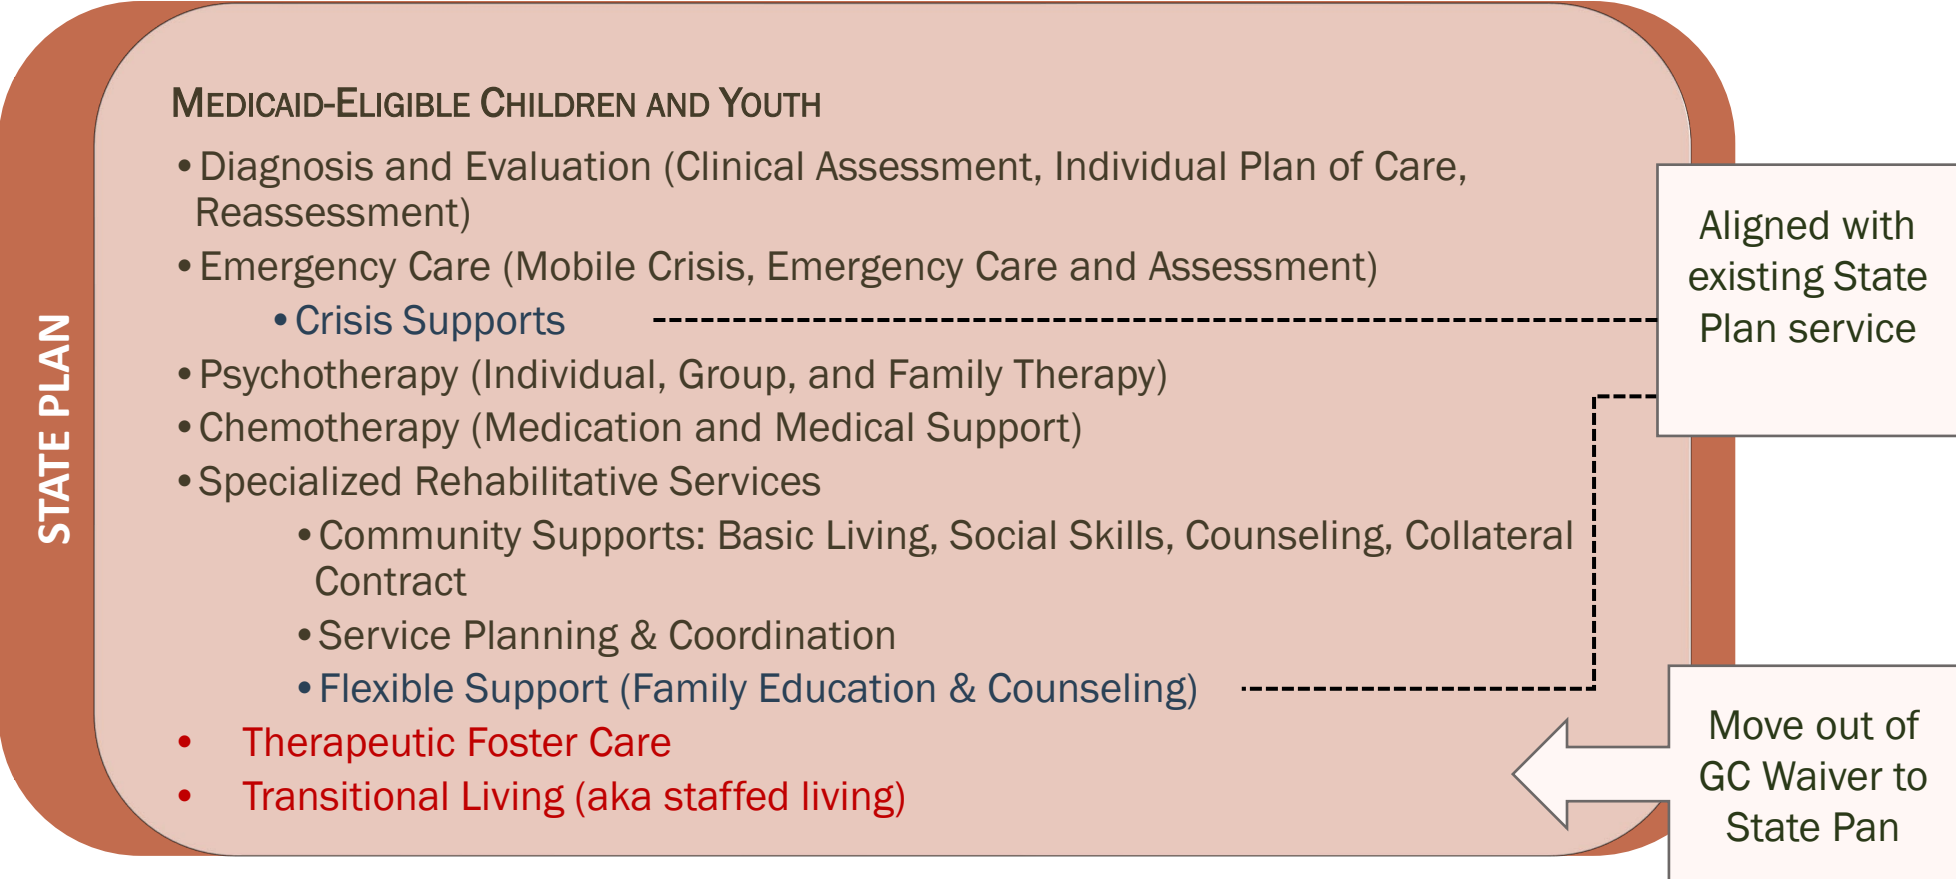 STATE PLAN
MEDICAID-ELIGIBLE CHILDREN AND YOUTH
•Diagnosis and Evaluation (Clinical Assessment, Individual Plan of Care,
Reassessment)
•Emergency Care (Mobile Crisis, Emergency Care and Assessment)
•Crisis Supports
•Psychotherapy (Individual, Group, and Family Therapy)
•Chemotherapy (Medication and Medical Support)
•Specialized Rehabilitative Services
•Community Supports: Basic Living, Social Skills, Counseling, Collateral
Contract
•Service Planning & Coordination
•Flexible Support (Family Education & Counseling)
• Therapeutic Foster Care
• Transitional Living (aka staffed living)
Aligned with
existing State
Plan service
Move out of
GC Waiver to
State Pan